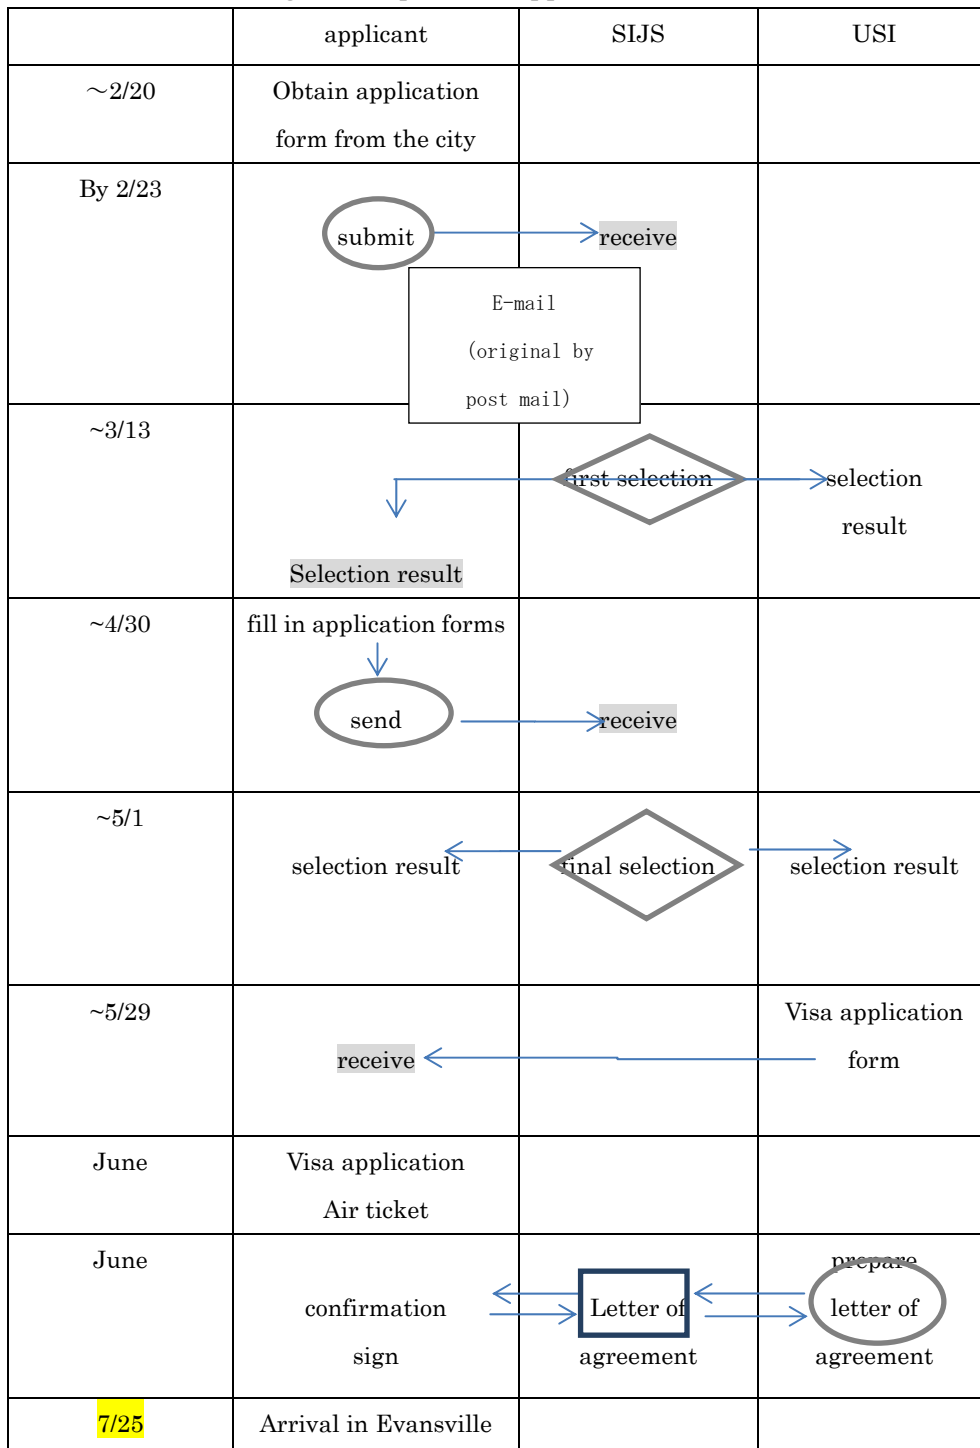 applicant SIJS USI
～2/20 Obtain application
form from the city
By 2/23
submit receive
E-mail
(original by
post mail)
~3/13
first selection selection
result
Selection result
~4/30 fill in application forms
send receive
~5/1
selection result final selection selection result
~5/29 Visa application
receive form
June Visa application
Air ticket
June prepare
confirmation Letter of letter of
sign agreement agreement
7/25 Arrival in Evansville